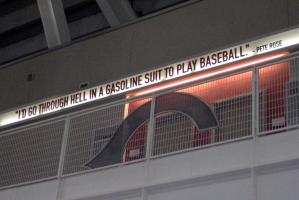 "I'D GO THROUGH HELL IN A GASOLINE SUIT TO PLAY BASEBALL." - PETE ROSE